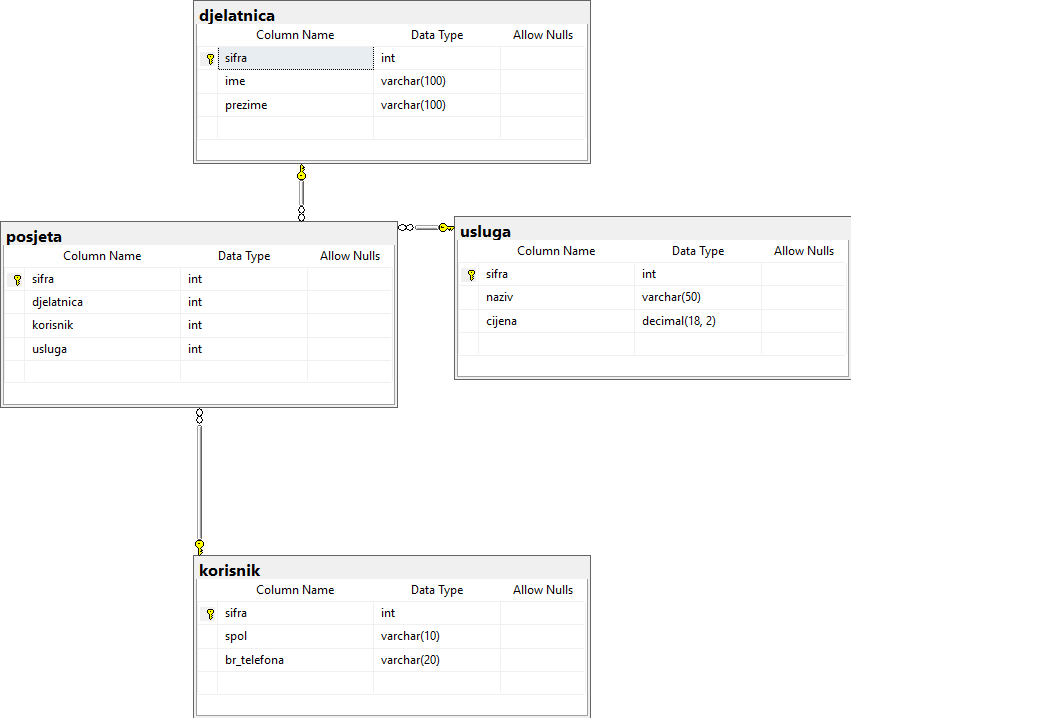 djelatnica
Column Name Data Type Allow Nulls
sifra int
ime varchar(100)
prezime varchar(100)
posjeta
Column Name Data Type Allow Nulls
sifra int
djelatnica int
korisnik int
usluga int
usluga
Column Name Data Type Allow Nulls
sifra int
naziv varchar(50)
cijena decimal(18, 2)
korisnik
Column Name Data Type Allow Nulls
sifra int
spol varchar(10)
br_telefona varchar(20)